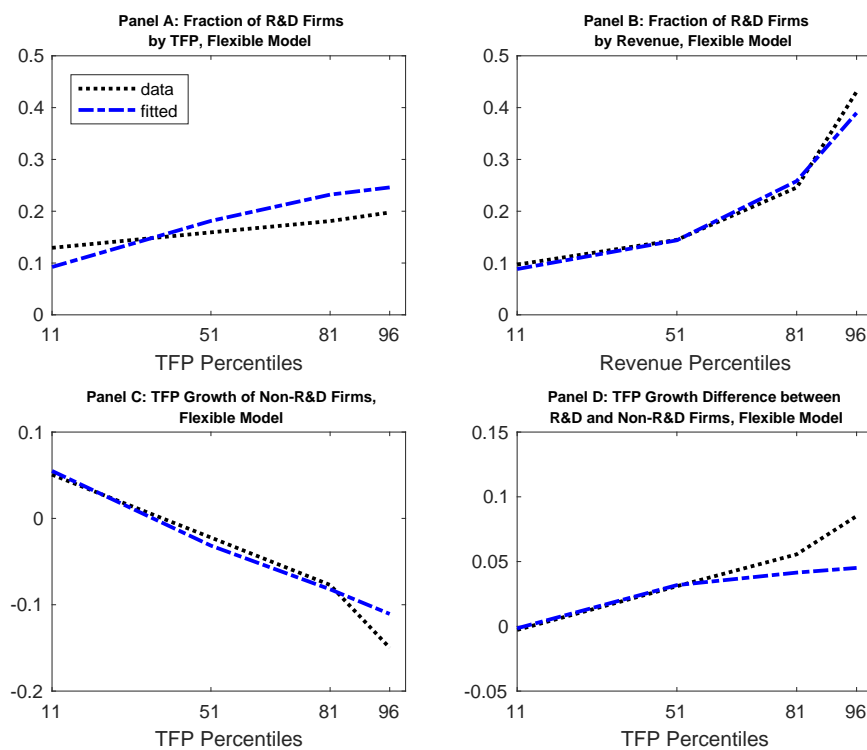 Panel A: Fraction of R&D Firms
by TFP, Flexible Model
0.5
0.4
0.3
0.2
0.1
0
data
fitted
11
51
81
96
TFP Percentiles
Panel B: Fraction of R&D Firms
by Revenue, Flexible Model
0.5
0.4
0.3
0.2
0.1
0
11
51
81
96
Revenue Percentiles
Panel C: TFP Growth of Non-R&D Firms,
Flexible Model
0.1
0
-0.1
-0.2
11
51
81
96
TFP Percentiles
Panel D: TFP Growth Difference between
R&D and Non-R&D Firms, Flexible Model
0.15
0.1
0.05
0
-0.05
11
51
81
96
TFP Percentiles